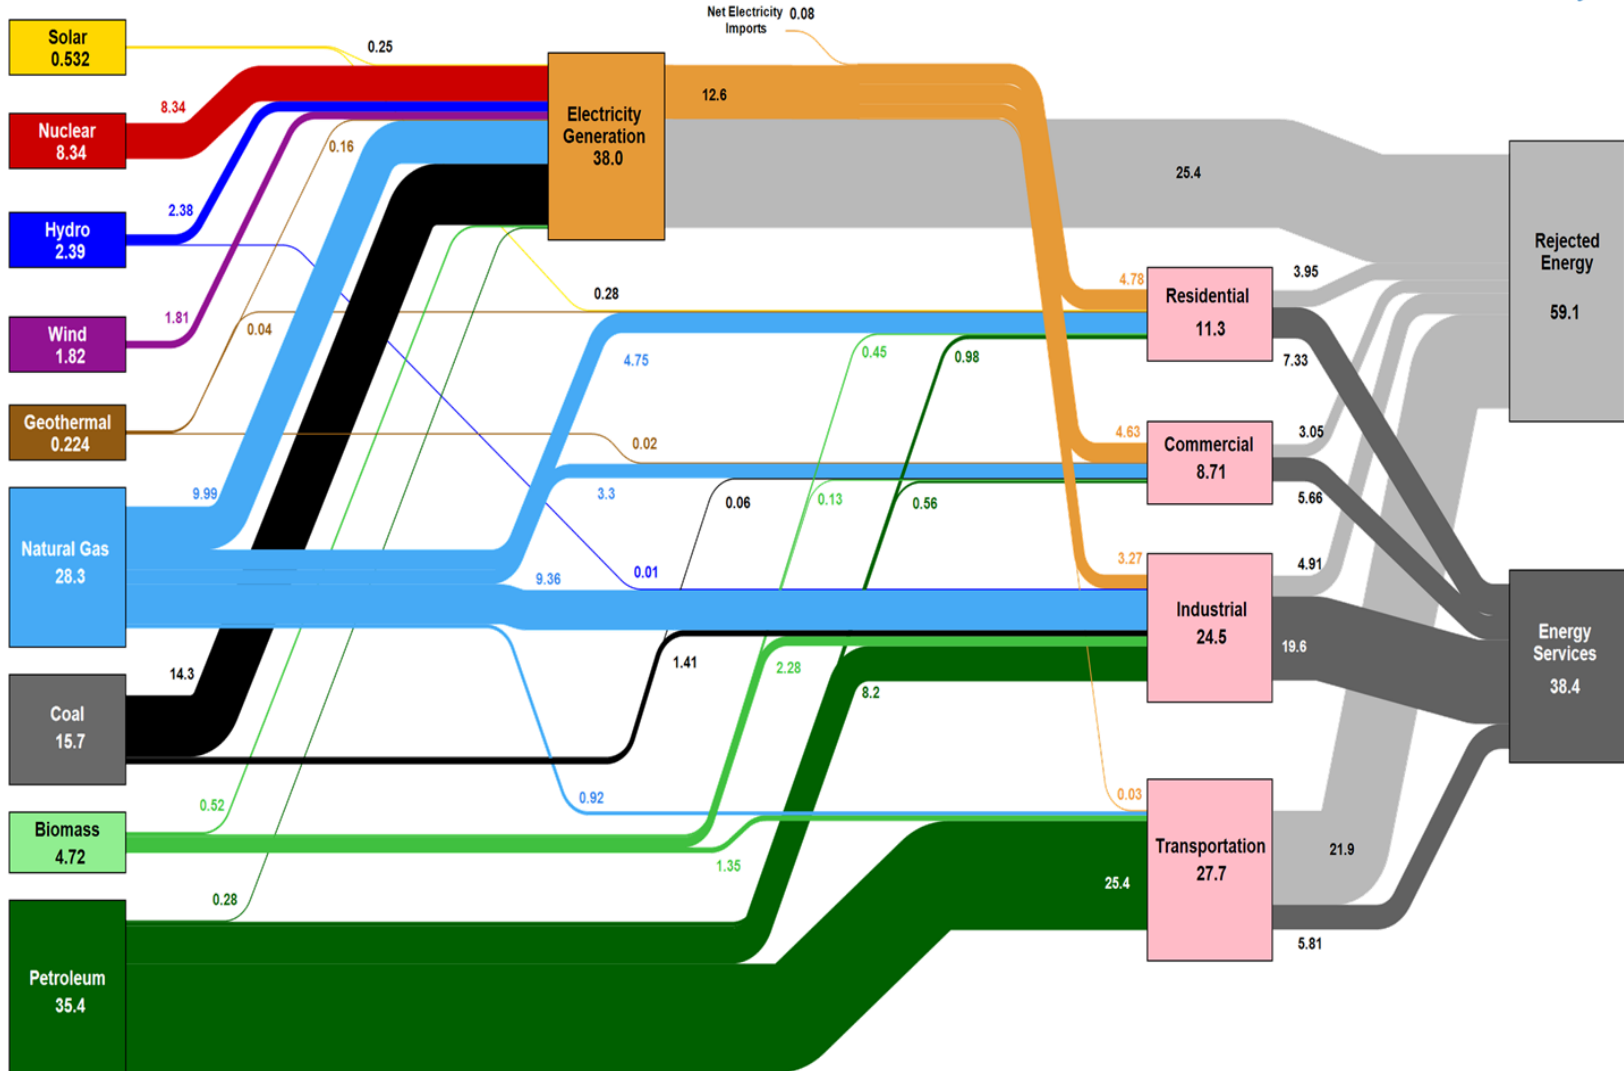 Net Electricity 0.08
Imports
Solar
0.532
0.25
Nuclear
8.34
8.34
Hydro
2.39
2.38
Wind
1.82
1.81
Geothermal
0.224
0.16
0.04
0.02
Natural Gas
28.3
9.99
4.75
3.3
9.36
0.92
Coal
15.7
14.3
0.06
1.41
Biomass
4.72
0.52
0.45
0.13
2.28
1.35
Petroleum
35.4
0.28
0.98
0.56
8.2
25.4
Electricity
Generation
38.0
12.6
25.4
0.28
0.01
4.78
4.63
3.27
0.03
Residential
11.3
3.95
7.33
Commercial
8.71
3.05
5.66
Industrial
24.5
4.91
19.6
Transportation
27.7
21.9
5.81
Rejected
Energy
59.1
Energy
Services
38.4